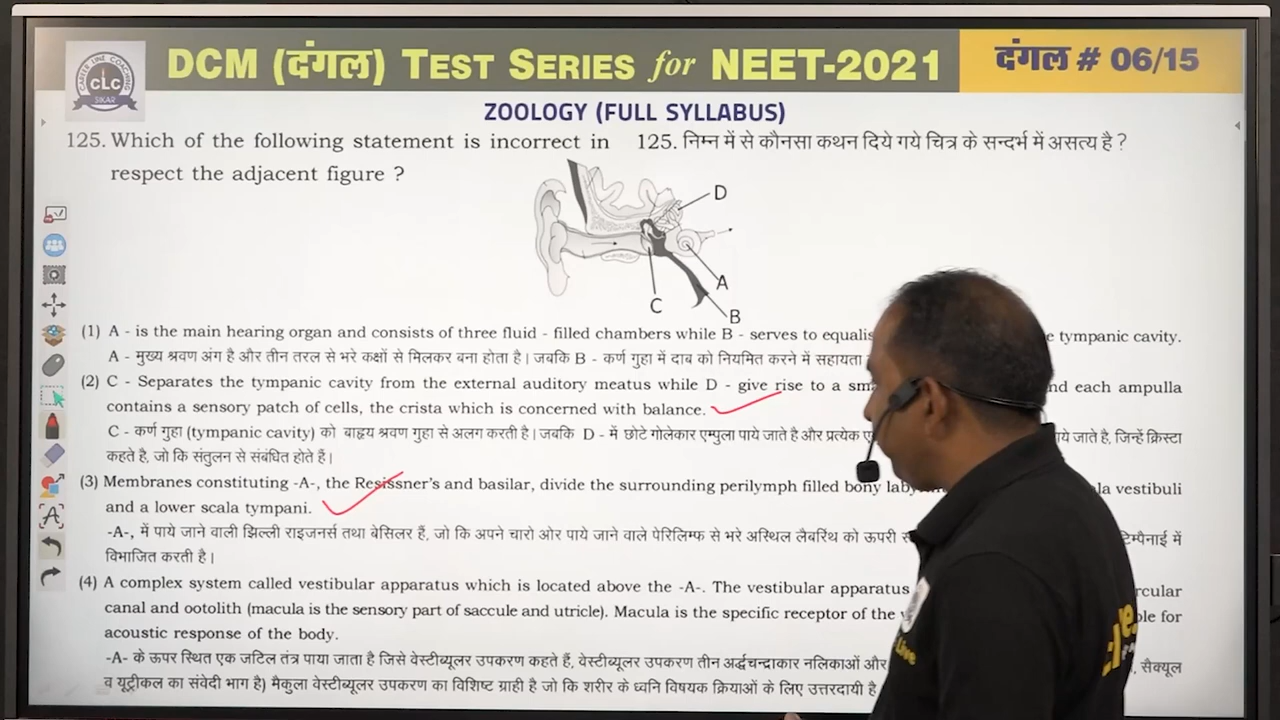 CAREER LINE COACHING
CLC
SIKAR
DCM (दंगल) TEST SERIES for NEET-2021
दंगल # 06/15
ZOOLOGY (FULL SYLLABUS)
125. Which of the following statement is incorrect in
respect the adjacent figure ?
125. निम्न में से कौनसा कथन दिये गये चित्र के सन्दर्भ में असत्य है ?
D
A
C
B
(1) A - is the main hearing organ and consists of three fluid - filled chambers while B - serves to tympanic cavity.
A - मुख्य श्रवण अंग है और तीन तरल से भरे कक्षों से मिलकर बना होता है। जबकि B - कर्ण गुहा में दाब को नियमित करने में सहायता
(2) C - Separates the tympanic cavity from the external auditory meatus while D - give rise to a each ampulla
contains a sensory patch of cells, the crista which is concerned with balance.
C - कर्ण गुहा (tympanic cavity) को बाह्रय श्रवण गुहा से अलग करती है। जबकि D - में छोटे गोलेकार एम्पुला पाये जाते है और प्रत्येक जाते है, जिन्हें क्रिस्टा
कहते है, जो कि संतुलन से संबंधित होते हैं।
(3) Membranes constituting -A-, the Resissner's and basilar, divide the surrounding perilymph filled bony vestibuli
and a lower scala tympani.
-A-, में पाये जाने वाली झिल्ली राइजनर्स तथा बेसिलर हैं, जो कि अपने चारो ओर पाये जाने वाले पेरिलिम्फ से भरे अस्थिल लैबरिंथ को ऊपरी में
विभाजित करती है।
(4) A complex system called vestibular apparatus which is located above the -A-. The vestibular apparatus
canal and ootolith (macula is the sensory part of saccule and utricle). Macula is the specific receptor of the for
acoustic response of the body.
-A- के ऊपर स्थित एक जटिल तंत्र पाया जाता है जिसे वेस्टीब्यूलर उपकरण कहते हैं, वेस्टीब्यूलर उपकरण तीन अर्द्धचन्द्राकार नलिकाओं और सैक्यूल
व यूट्रीकल का संवेदी भाग है) मैकुला वेस्टीब्यूलर उपकरण का विशिष्ट ग्राही है जो कि शरीर के ध्वनि विषयक क्रियाओं के लिए उत्तरदायी है